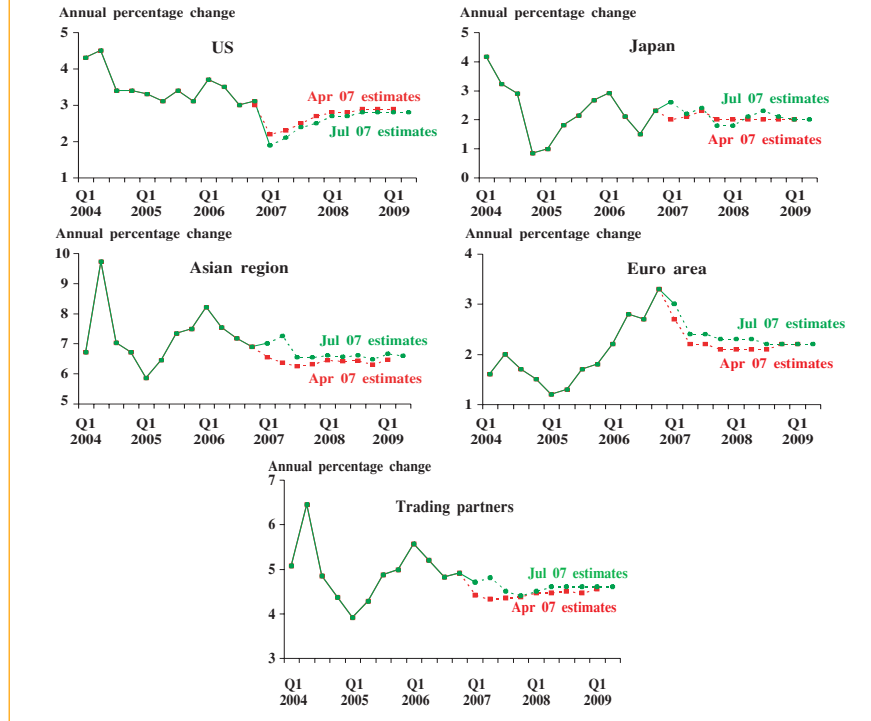 Annual percentage change
5
4
3
2
1
US
Apr 07 estimates
Jul 07 estimates
Q1 Q1 Q1 Q1 Q1 Q1
2004 2005 2006 2007 2008 2009
Annual percentage change
5
4
3
2
1
0
Japan
Jul 07 estimates
Apr 07 estimates
Q1 Q1 Q1 Q1 Q1 Q1
2004 2005 2006 2007 2008 2009
Annual percentage change
10
9
8
7
6
5
Asian region
Jul 07 estimates
Apr 07 estimates
Q1 Q1 Q1 Q1 Q1 Q1
2004 2005 2006 2007 2008 2009
Annual percentage change
4
3
2
1
Euro area
Jul 07 estimates
Apr 07 estimates
Q1 Q1 Q1 Q1 Q1 Q1
2004 2005 2006 2007 2008 2009
Annual percentage change
7
6
5
4
3
Trading partners
Jul 07 estimates
Apr 07 estimates
Q1 Q1 Q1 Q1 Q1 Q1
2004 2005 2006 2007 2008 2009